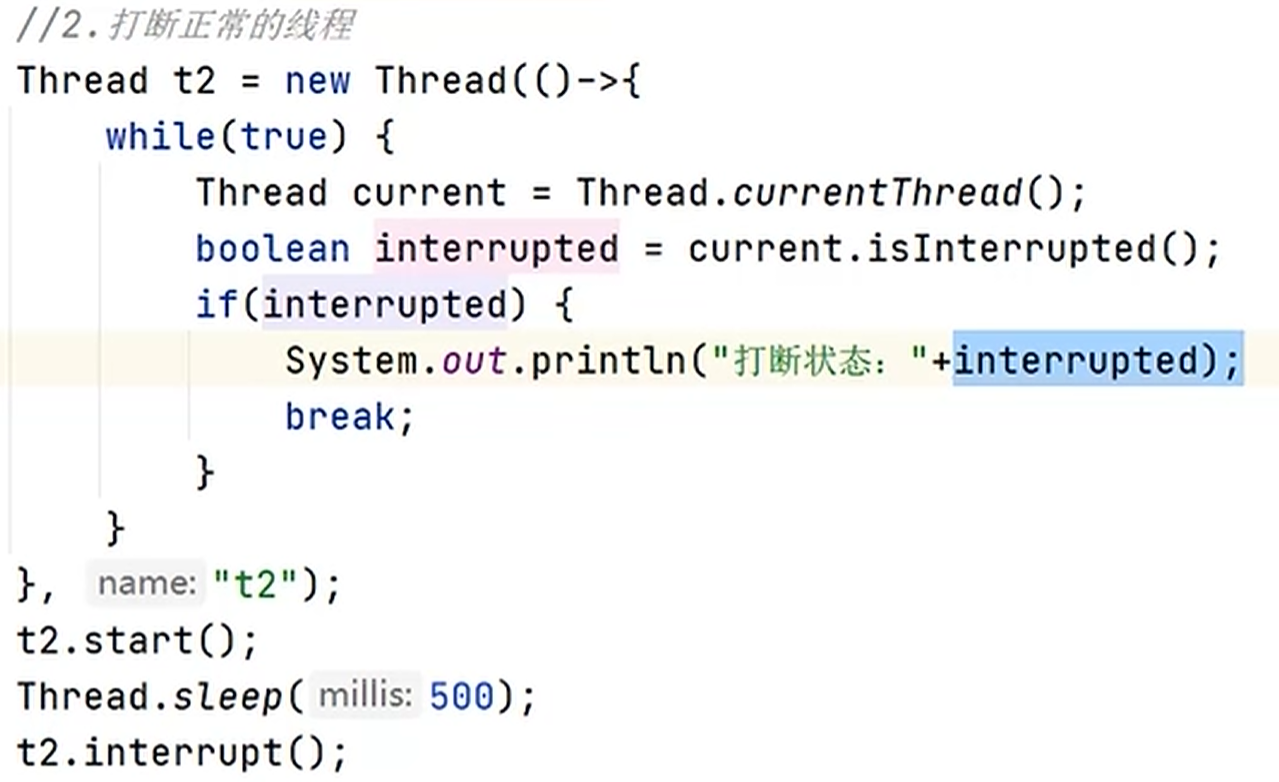 //2.打断正常的线程
Thread t2 = new Thread(()->{
    while(true) {
        Thread current = Thread.currentThread();
        boolean interrupted = current.isInterrupted();
        if(interrupted) {
            System.out.println("打断状态："+interrupted);
            break;
        }
    }
}, name: "t2");
t2.start();
Thread.sleep( millis: 500);
t2.interrupt();